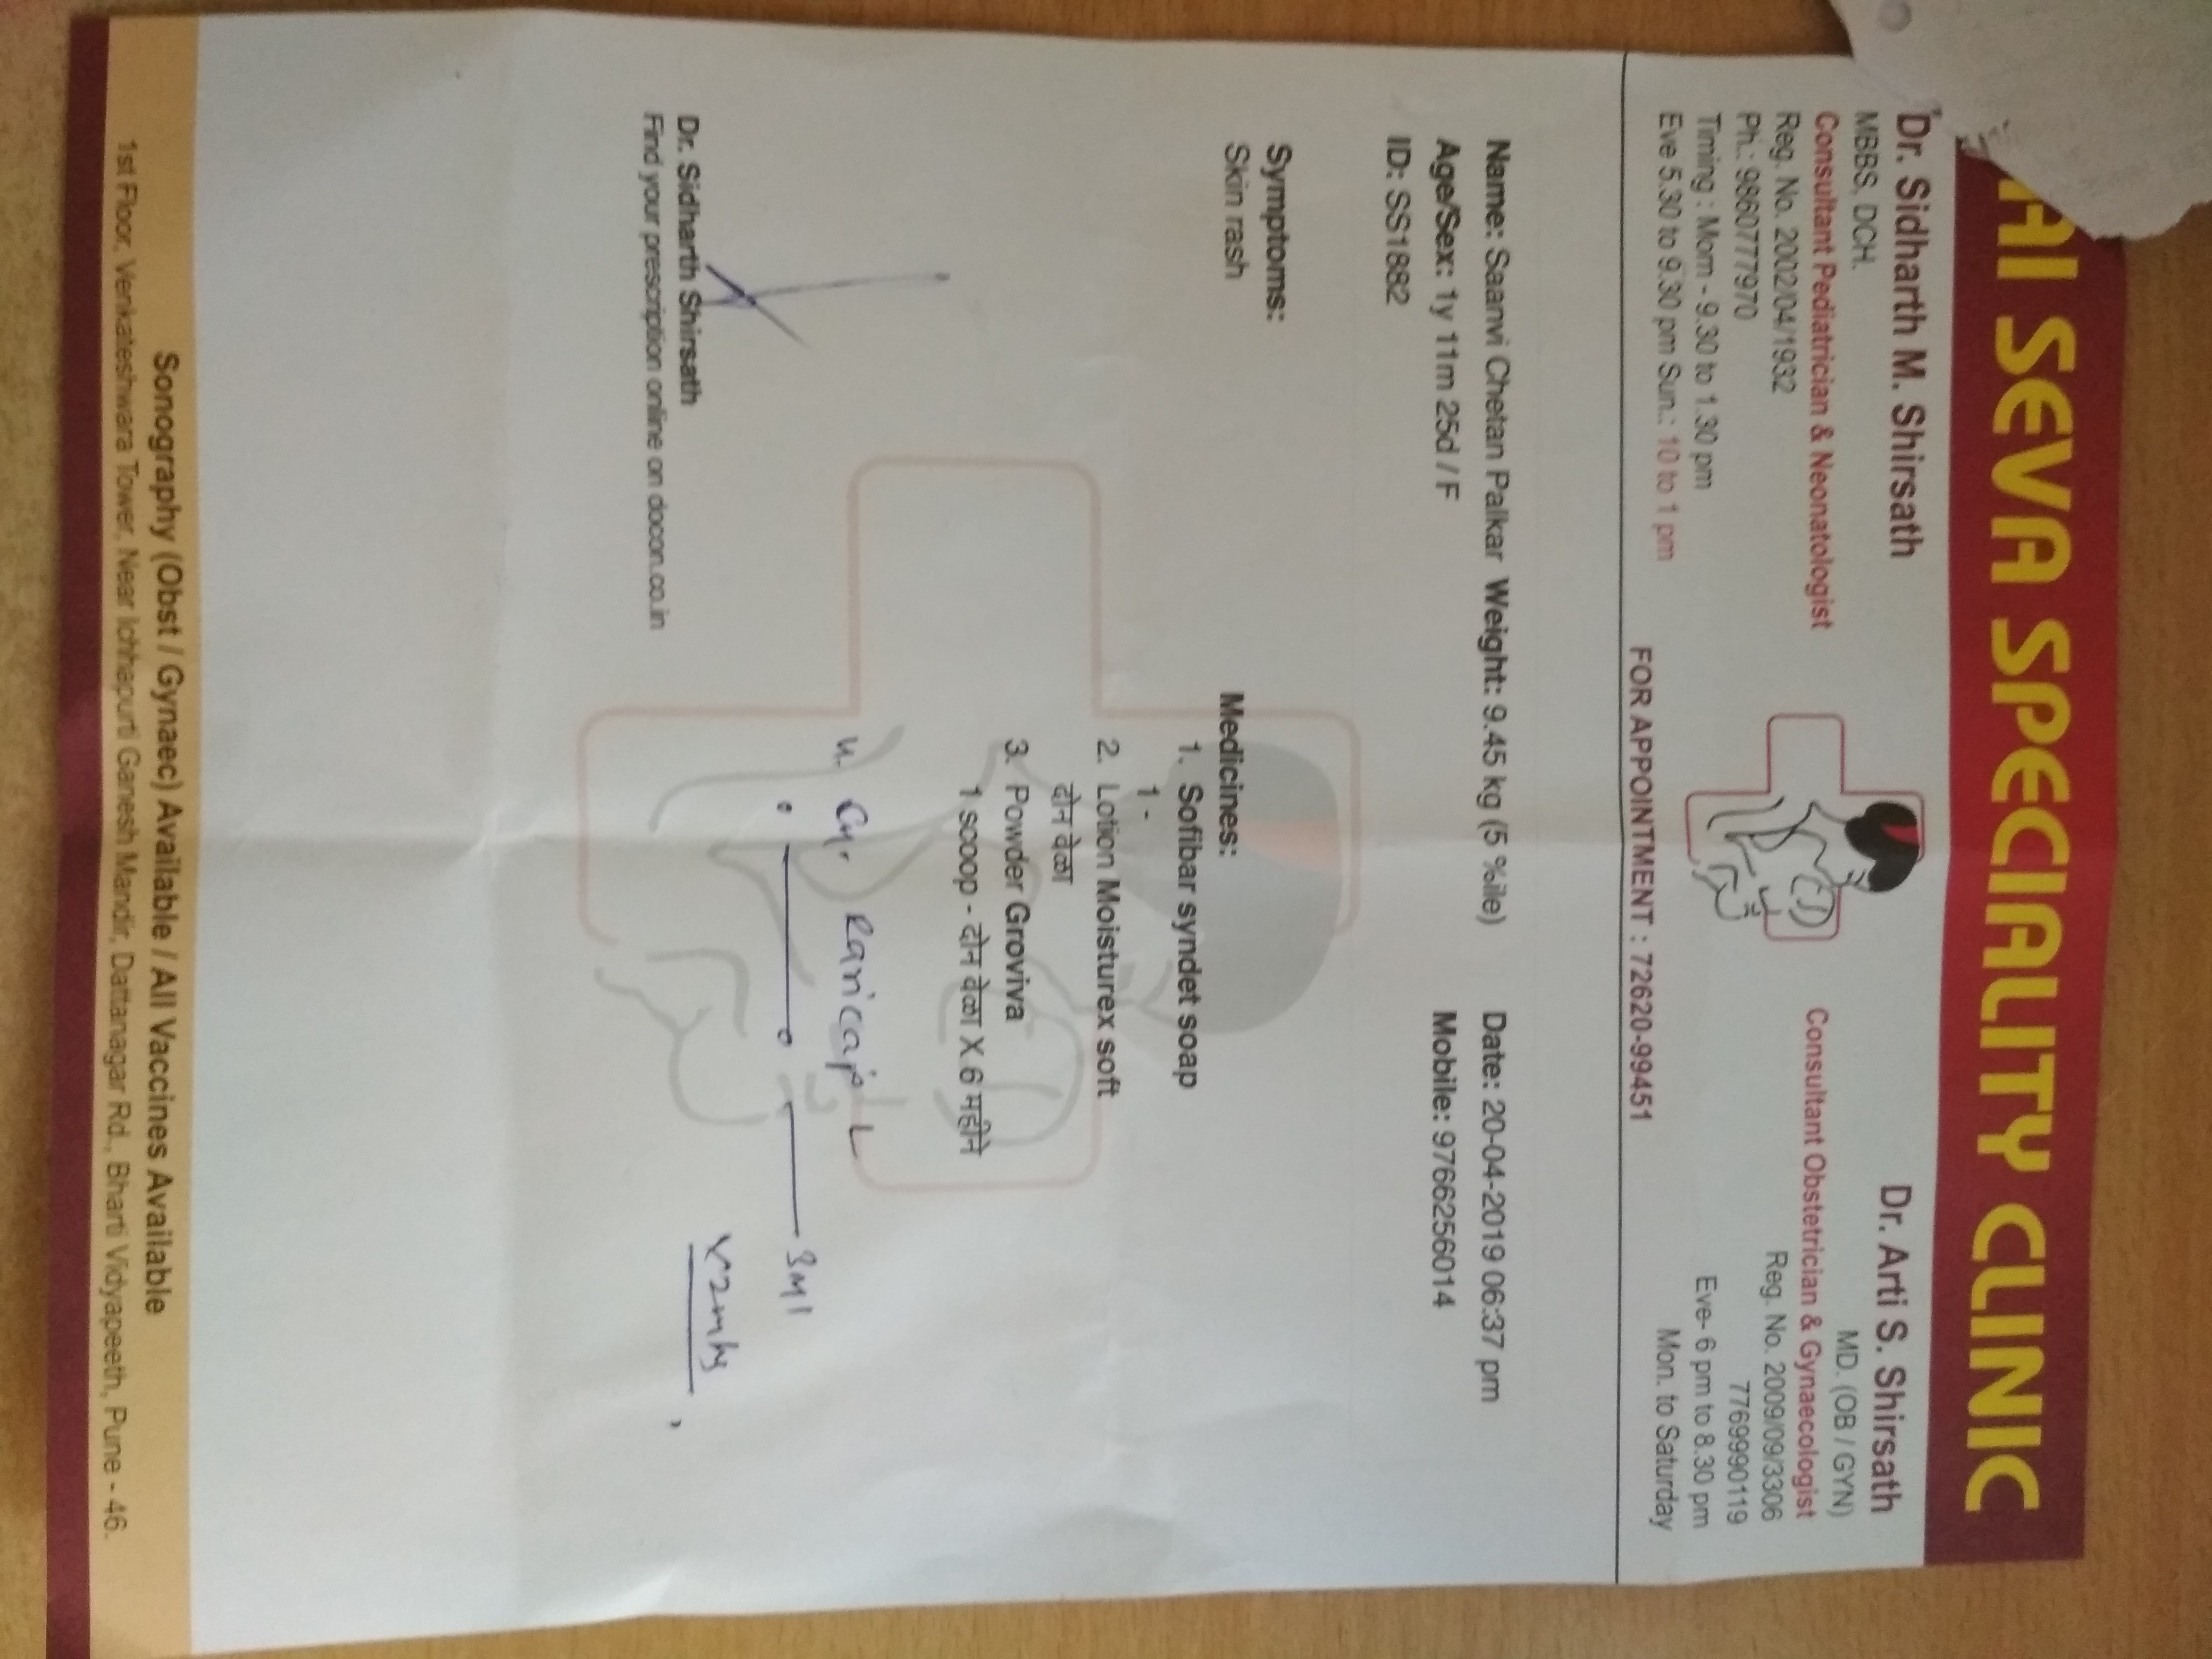 AI SEVA SPECIALITY CLINIC
Dr. Sidharth M. Shirsath
MBBS, DCH.
Consultant Pediatrician & Neonatologist
Reg. No. 2002/04/1932
Ph.: 9860777970
Timing : Morn - 9.30 to 1.30 pm
Eve 5.30 to 9.30 pm Sun.: 10 to 1 pm
Dr. Arti S. Shirsath
MD. (OB / GYN)
Consultant Obstetrician & Gynaecologist
Reg. No. 2009/09/3306
7769990119
Eve- 6 pm to 8.30 pm
Mon. to Saturday
FOR APPOINTMENT : 72620-99451
Name: Saanvi Chetan Palkar Weight: 9.45 kg (5 %ile) Date: 20-04-2019 06:37 pm
Age/Sex: 1y 11m 25d / F Mobile: 9766256014
ID: SS1882
Symptoms:
Skin rash
Medicines:
1. Sofibar syndet soap
1 -
2. Lotion Moisturex soft
दोन वेळा
3. Powder Groviva
1 scoop - दोन वेळा X 6 महीने
4.
3ml
Dr. Sidharth Shirsath
Find your prescription online on docon.co.in
Sonography (Obst / Gynaec) Available / All Vaccines Available
1st Floor, Venkateshwara Tower, Near Ichhapurti Ganesh Mandir, Dattanagar Rd., Bharti Vidyapeeth, Pune - 46.